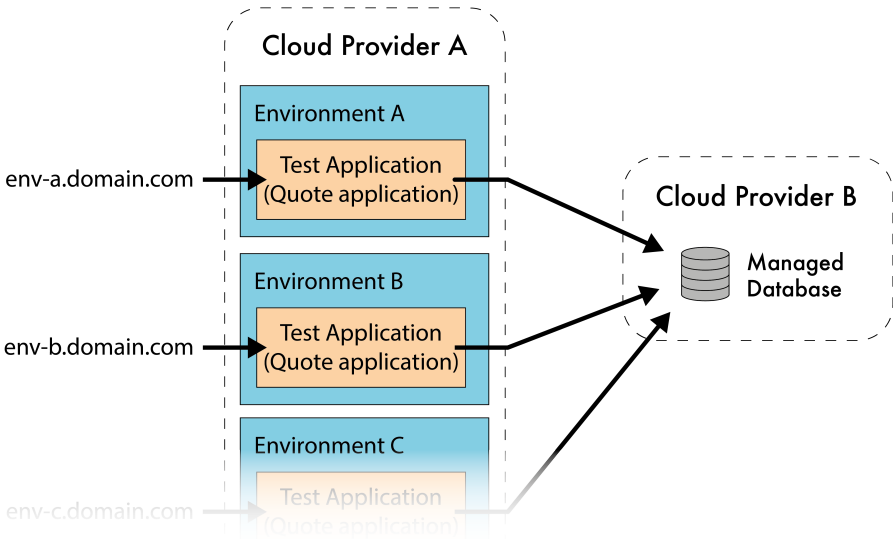 Cloud Provider A
Environment A
env-a.domain.com
Test Application
(Quote application)
Cloud Provider B
Managed
Database
Environment B
env-b.domain.com
Test Application
(Quote application)
Environment C
env-c.domain.com
Test Application
(Quote application)